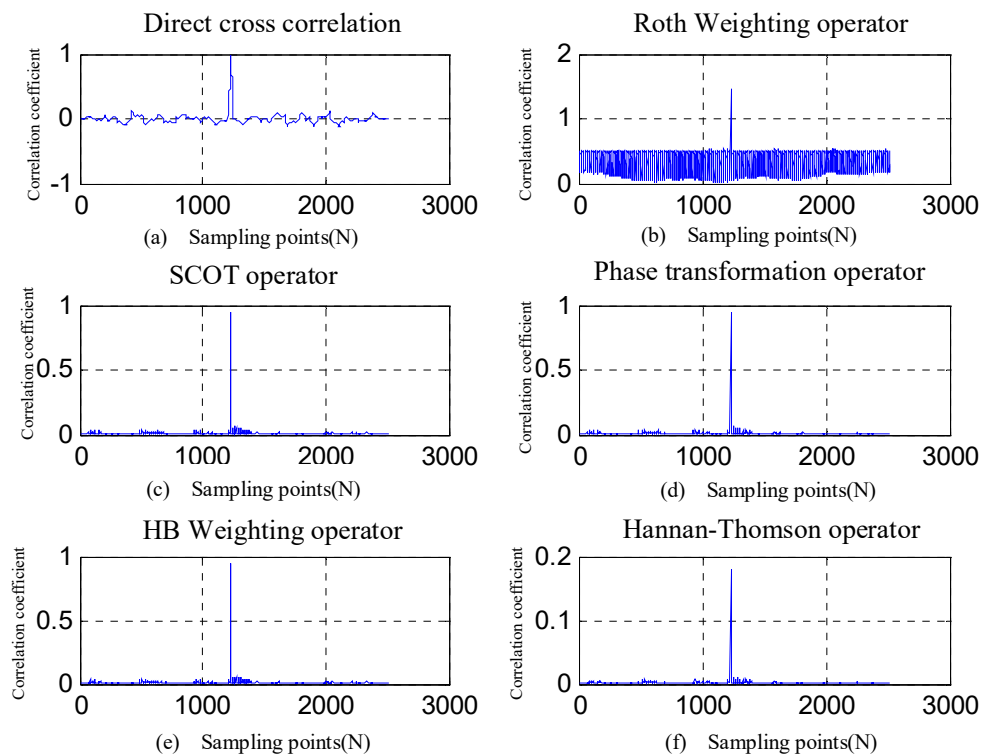 Direct cross correlation
Correlation coefficient
1
0
-1
0
1000
2000
3000
(a) Sampling points(N)
Roth Weighting operator
Correlation coefficient
2
1
0
0
1000
2000
3000
(b) Sampling points(N)
SCOT operator
Correlation coefficient
1
0.5
0
0
1000
2000
3000
(c) Sampling points(N)
Phase transformation operator
Correlation coefficient
1
0.5
0
0
1000
2000
3000
(d) Sampling points(N)
HB Weighting operator
Correlation coefficient
1
0.5
0
0
1000
2000
3000
(e) Sampling points(N)
Hannan-Thomson operator
Correlation coefficient
0.2
0.1
0
0
1000
2000
3000
(f) Sampling points(N)